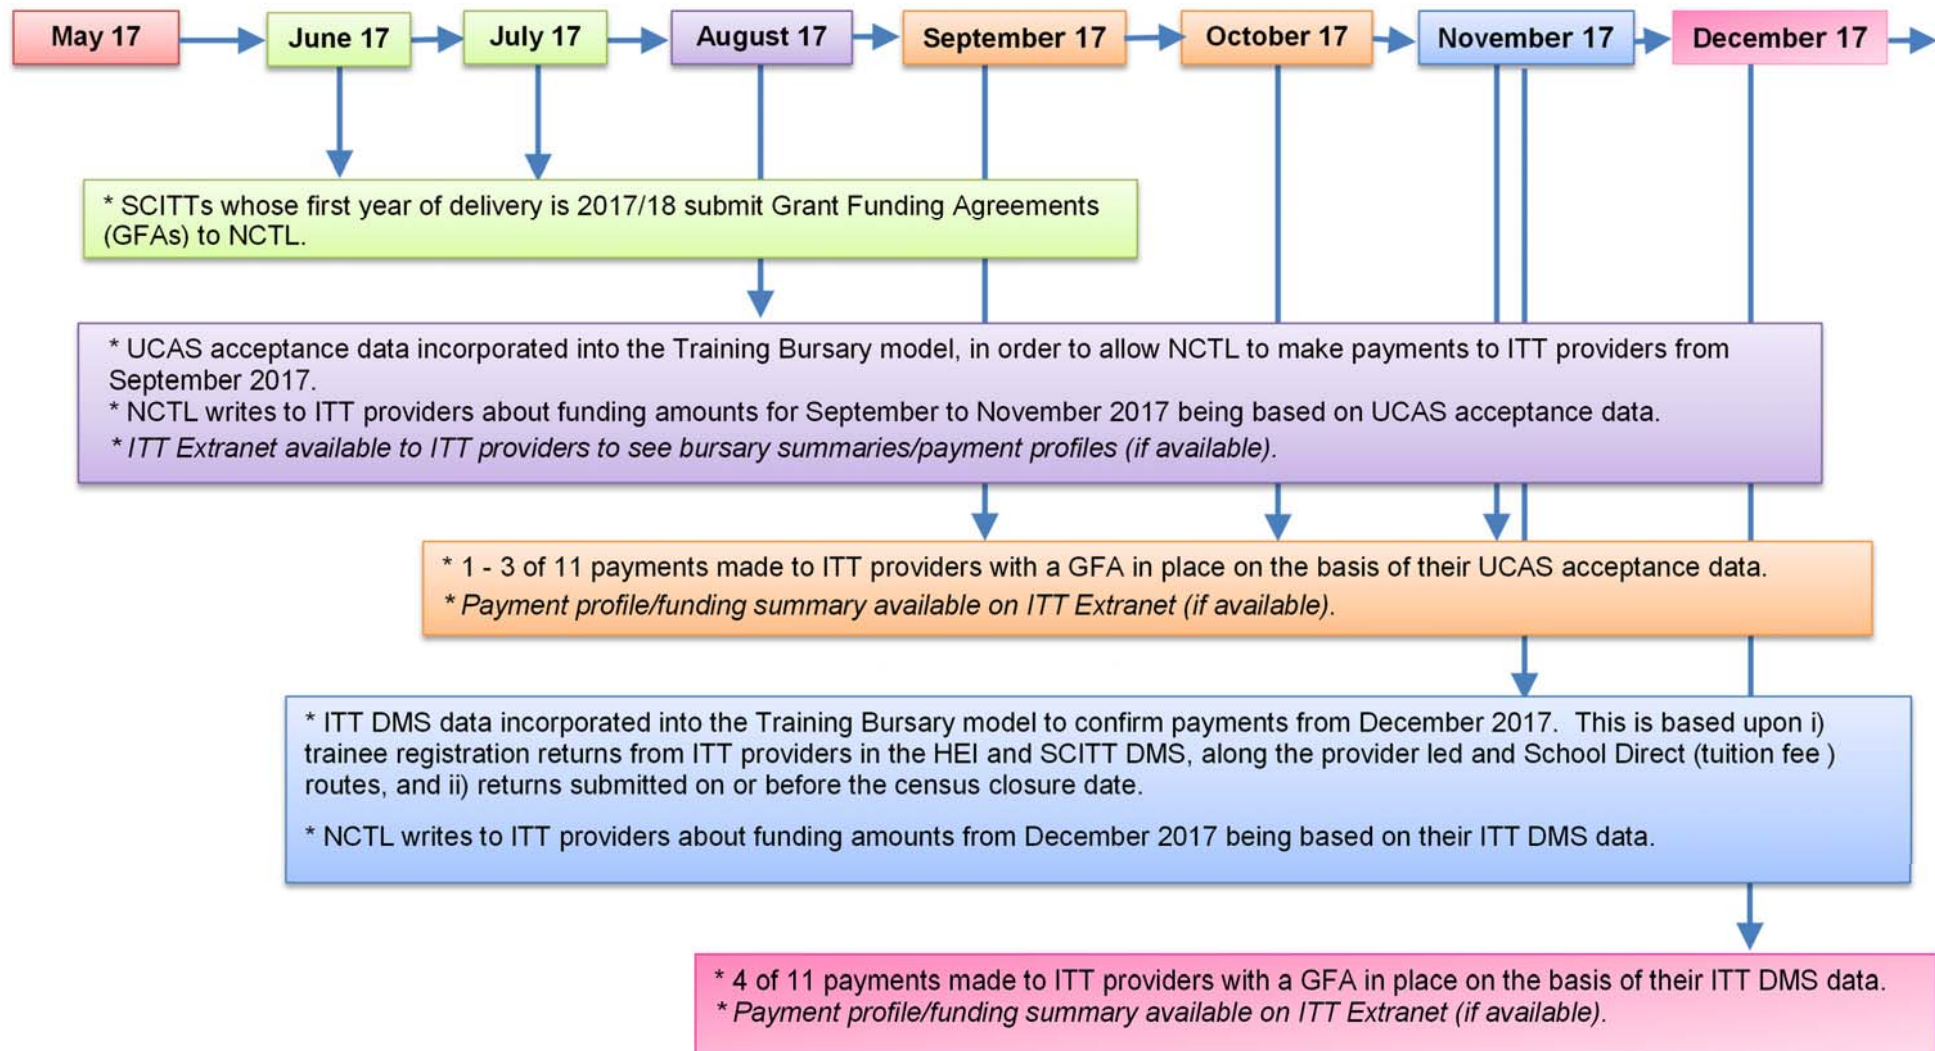 May 17
June 17
July 17
August 17
September 17
October 17
November 17
December 17
* SCITTs whose first year of delivery is 2017/18 submit Grant Funding Agreements
(GFAs) to NCTL.
* UCAS acceptance data incorporated into the Training Bursary model, in order to allow NCTL to make payments to ITT providers from
September 2017.
* NCTL writes to ITT providers about funding amounts for September to November 2017 being based on UCAS acceptance data.
* ITT Extranet available to ITT providers to see bursary summaries/payment profiles (if available).
* 1 - 3 of 11 payments made to ITT providers with a GFA in place on the basis of their UCAS acceptance data.
* Payment profile/funding summary available on ITT Extranet (if available).
* ITT DMS data incorporated into the Training Bursary model to confirm payments from December 2017.  This is based upon i)
trainee registration returns from ITT providers in the HEI and SCITT DMS, along the provider led and School Direct (tuition fee )
routes, and ii) returns submitted on or before the census closure date.
* NCTL writes to ITT providers about funding amounts from December 2017 being based on their ITT DMS data.
* 4 of 11 payments made to ITT providers with a GFA in place on the basis of their ITT DMS data.
* Payment profile/funding summary available on ITT Extranet (if available).